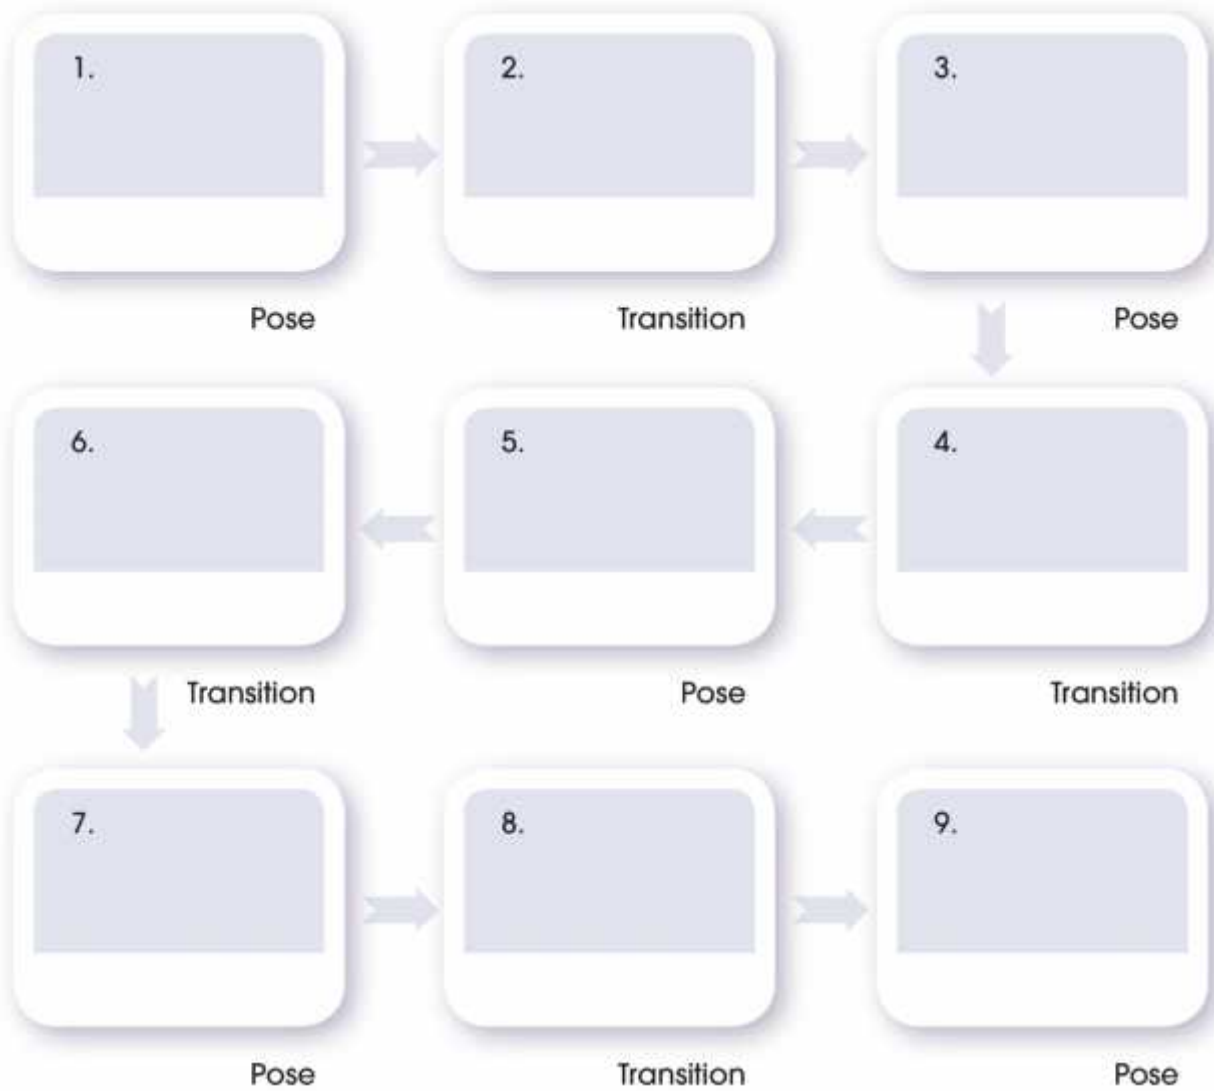 1. 2. 3.
Pose Transition Pose
6. 5. 4.
Transition Pose Transition
7. 8. 9.
Pose Transition Pose